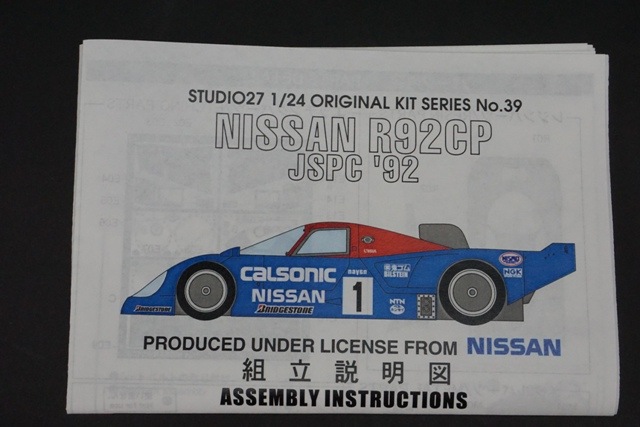 STUDIO27 1/24 ORIGINAL KIT SERIES No.39
NISSAN R92CP
JSPC '92
CALSONIC
NISSAN
BRIDGESTONE
BRIDGESTONE
1
BILSTEIN
NTN
NISMO
NGK
PRODUCED UNDER LICENSE FROM NISSAN
組立説明図
ASSEMBLY INSTRUCTIONS